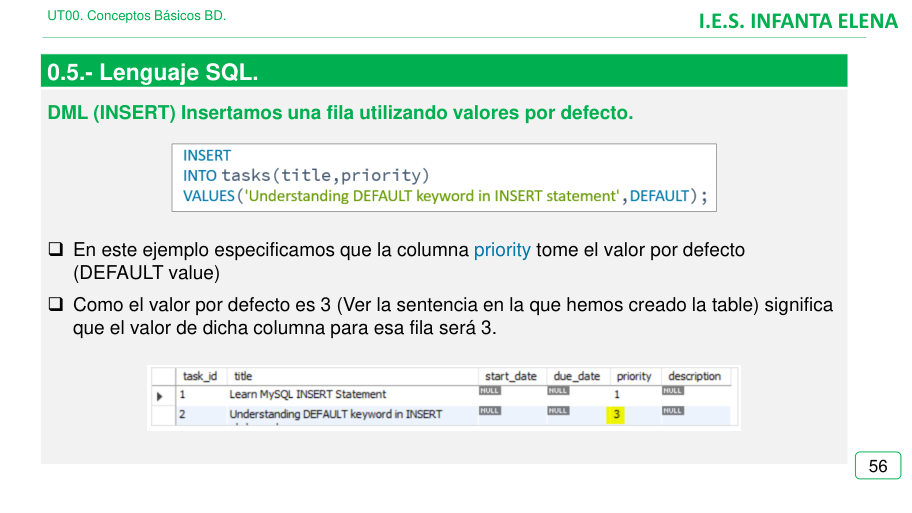 UT00. Conceptos Básicos BD.
I.E.S. INFANTA ELENA
0.5.- Lenguaje SQL.
DML (INSERT) Insertamos una fila utilizando valores por defecto.
INSERT
INTO tasks(title,priority)
VALUES('Understanding DEFAULT keyword in INSERT statement',DEFAULT);
❑ En este ejemplo especificamos que la columna priority tome el valor por defecto
(DEFAULT value)
❑ Como el valor por defecto es 3 (Ver la sentencia en la que hemos creado la table) significa
que el valor de dicha columna para esa fila será 3.
task_id title start_date due_date priority description
1 Learn MySQL INSERT Statement NULL NULL 1 NULL
2 Understanding DEFAULT keyword in INSERT NULL NULL 3 NULL
56